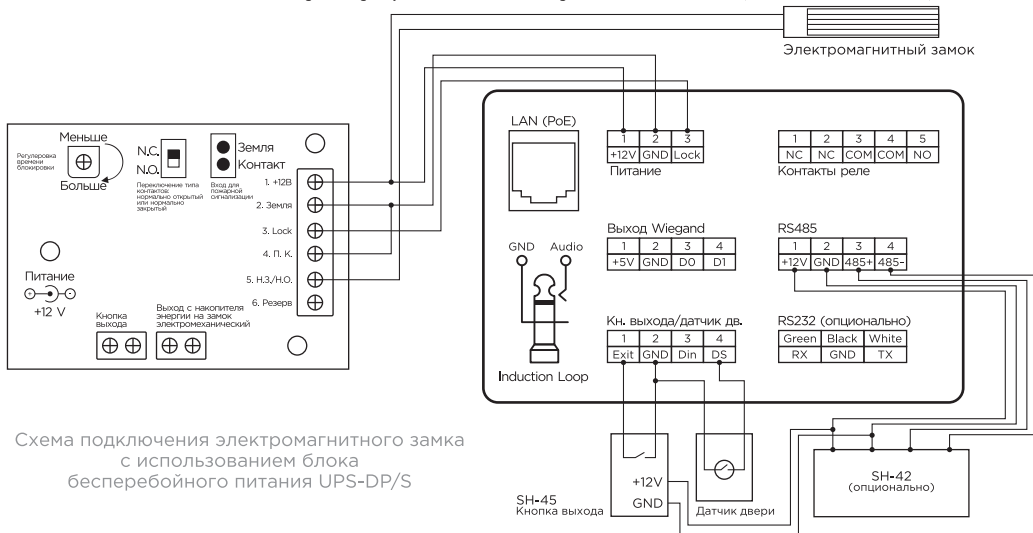 Электромагнитный замок
Меньше
Регулеровка
времени
блокировки
Больше
N.C.
N.O.
Переключение типа
контактов:
нормально открытый
или нормально
закрытый
Земля
Контакт
Вход для
пожарной
сигнализации
1. +12В
2. Земля
3. Lock
4. П. К.
5. Н.З./Н.О.
6. Резерв
Питание
+12 V
Кнопка
выхода
Выход с накопителя
энергии на замок
электромеханический
LAN (PoE)
1 2 3
+12V GND Lock
Питание
1 2 3 4 5
NC NC COM COM NO
Контакты реле
Выход Wiegand
1 2 3 4
+5V GND D0 D1
RS485
1 2 3 4
+12V GND 485+ 485-
GND Audio
Induction Loop
Кн. выхода/датчик дв.
1 2 3 4
Exit GND Din DS
RS232 (опционально)
Green Black White
RX GND TX
Схема подключения электромагнитного замка
с использованием блока
бесперебойного питания UPS-DP/S
+12V
GND
SH-45
Кнопка выхода
Датчик двери
SH-42
(опционально)